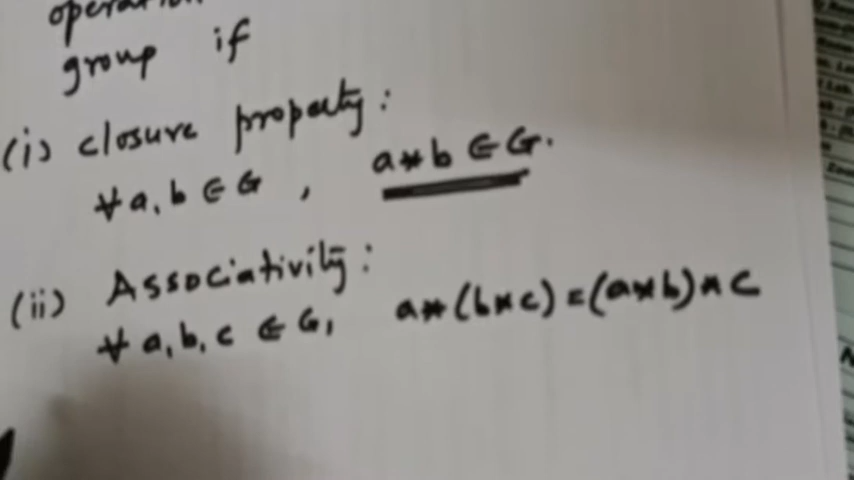 group if
(i) closure property:
∀ a, b ∈ G, a * b ∈ G.
(ii) Associativity:
∀ a, b, c ∈ G, a * (b * c) = (a * b) * c